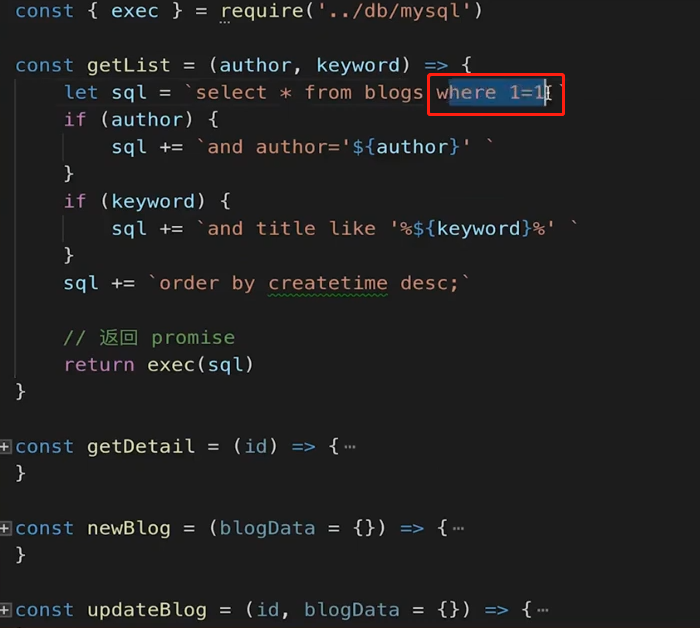 const { exec } = require('../db/mysql')
const getList = (author, keyword) => {
let sql = `select * from blogs where 1=1 `
if (author) {
sql += `and author='${author}' `
}
if (keyword) {
sql += `and title like '%${keyword}%' `
}
sql += `order by createtime desc;`
// 返回 promise
return exec(sql)
}
const getDetail = (id) => {⋯
}
const newBlog = (blogData = {}) => {⋯
}
const updateBlog = (id, blogData = {}) => {⋯